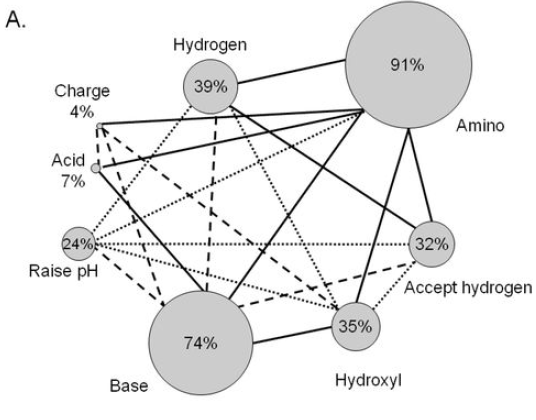 A.
Hydrogen
39%
91%
Amino
Charge
4%
Acid
7%
24%
Raise pH
32%
Accept hydrogen
35%
Hydroxyl
74%
Base